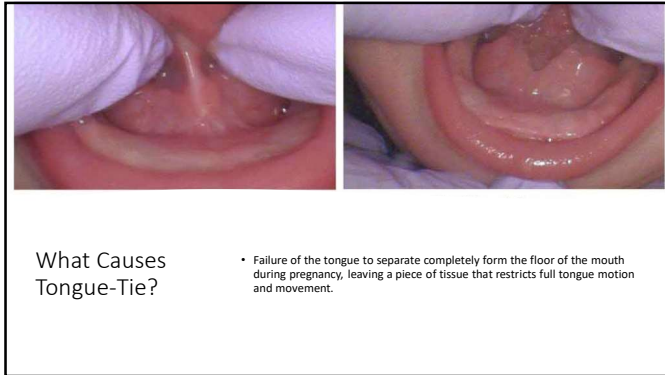 What Causes
Tongue-Tie?
• Failure of the tongue to separate completely form the floor of the mouth
during pregnancy, leaving a piece of tissue that restricts full tongue motion
and movement.